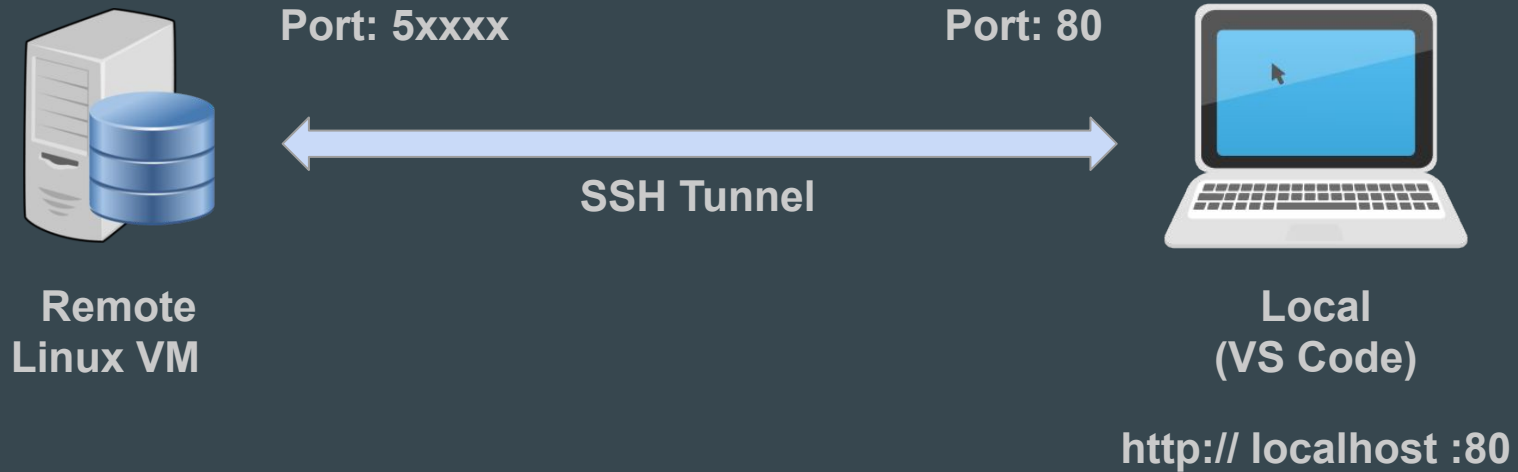 Port: 5xxxx
Port: 80
SSH Tunnel
Remote
Linux VM
Local
(VS Code)
http:// localhost :80